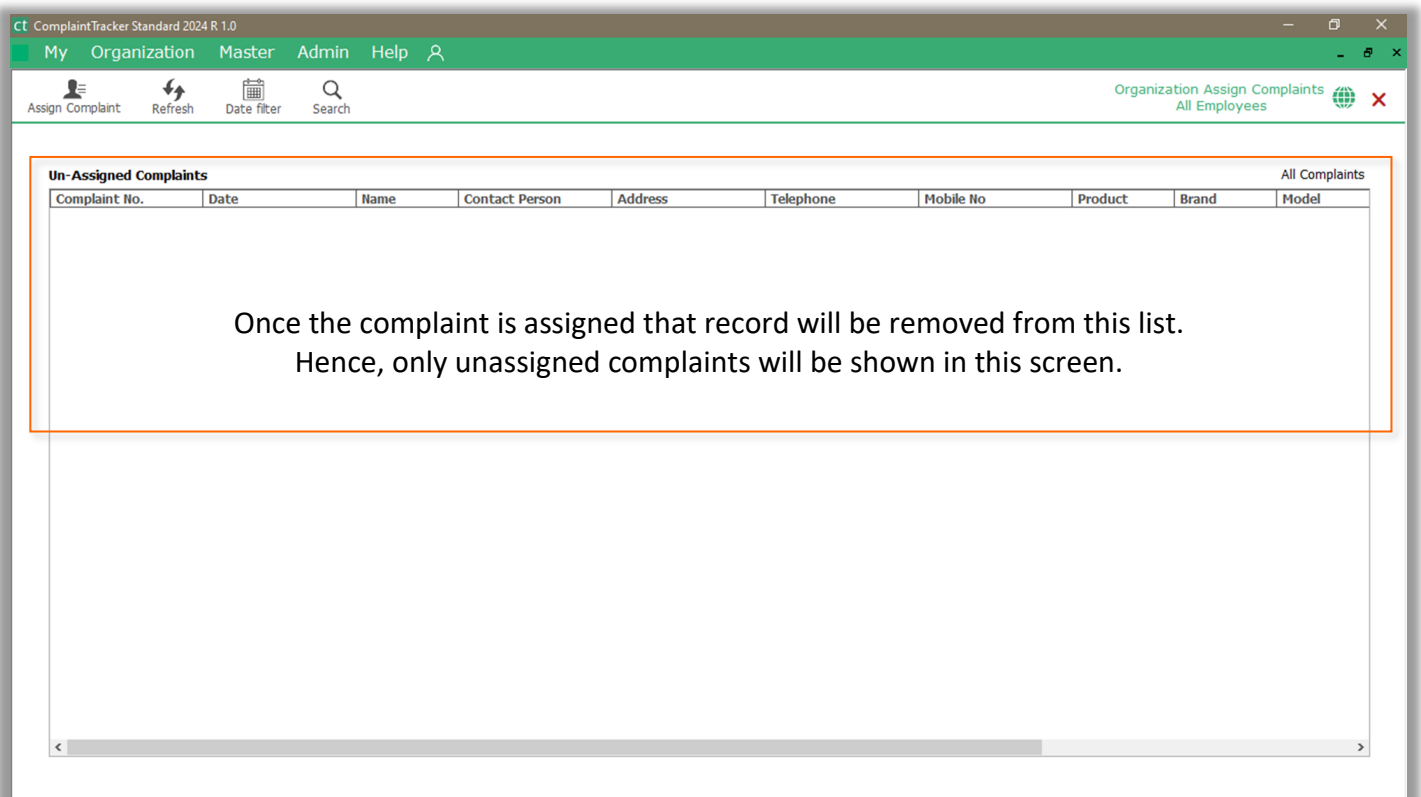 ct ComplaintTracker Standard 2024 R 1.0
My Organization Master Admin Help
Assign Complaint Refresh Date filter Search
Organization Assign Complaints
All Employees
Un-Assigned Complaints All Complaints
Complaint No. Date Name Contact Person Address Telephone Mobile No Product Brand Model
Once the complaint is assigned that record will be removed from this list.
Hence, only unassigned complaints will be shown in this screen.